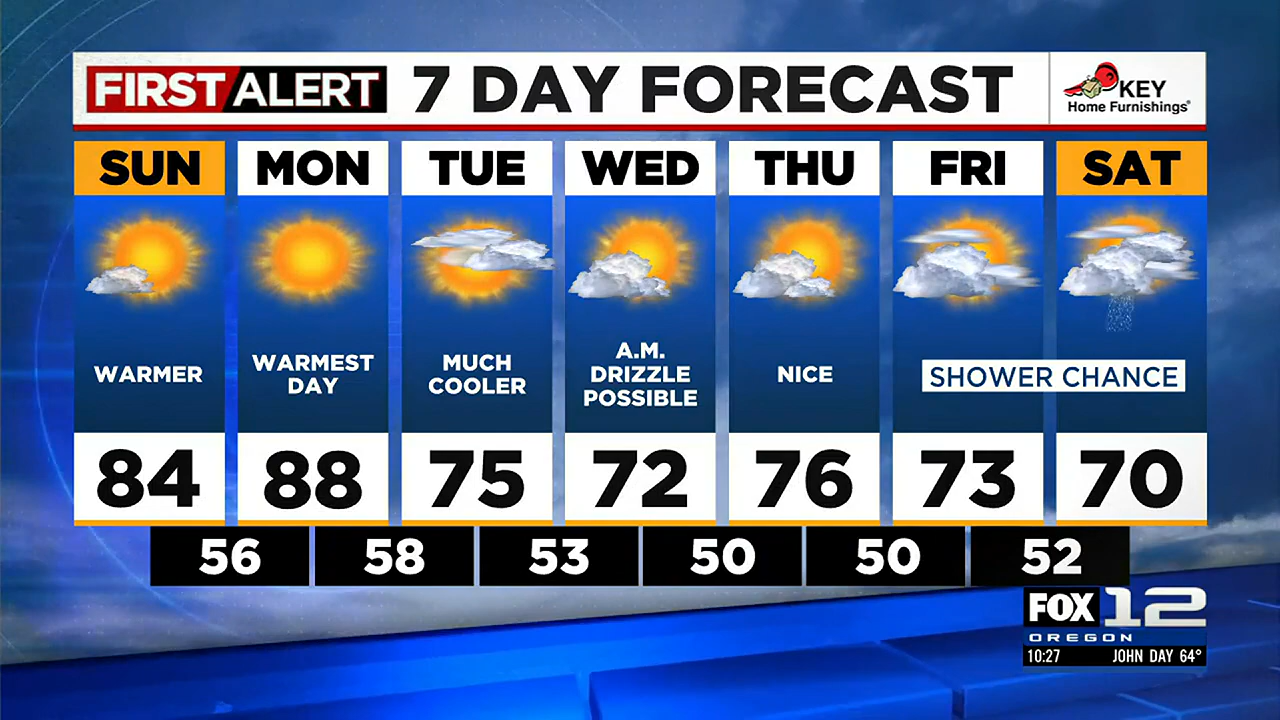 FIRST ALERT 7 DAY FORECAST
KEY
Home Furnishings®
SUN MON TUE WED THU FRI SAT
WARMER
WARMEST
DAY
MUCH
COOLER
A.M.
DRIZZLE
POSSIBLE
NICE
SHOWER CHANCE
84 88 75 72 76 73 70
56 58 53 50 50 52
FOX 12
OREGON
10:27 JOHN DAY 64°